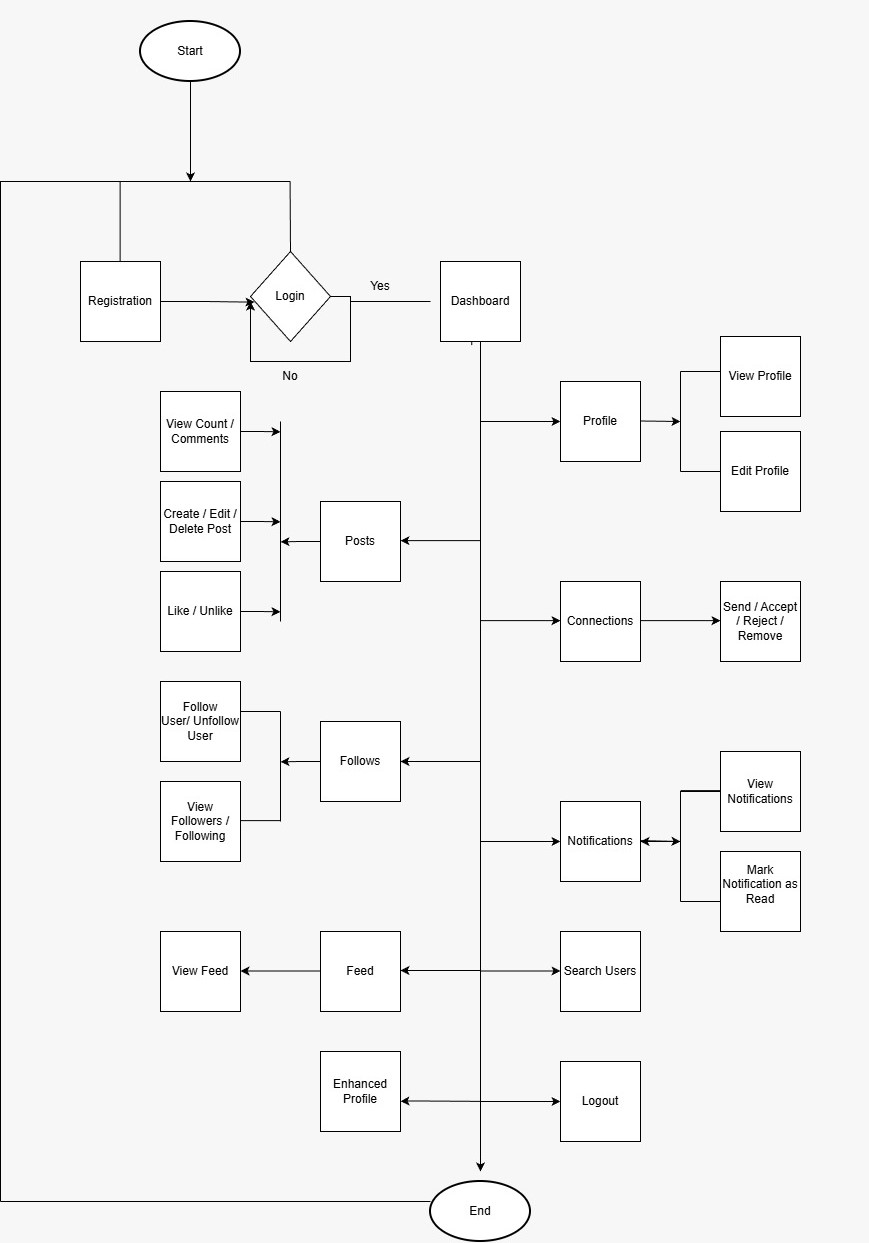 Start
Registration
Login
Yes
Dashboard
No
View Profile
View Count /
Comments
Profile
Edit Profile
Create / Edit /
Delete Post
Posts
Like / Unlike
Connections
Send / Accept
/ Reject /
Remove
Follow
User/ Unfollow
User
Follows
View
Followers /
Following
View
Notifications
Notifications
Mark
Notification as
Read
View Feed
Feed
Search Users
Enhanced
Profile
Logout
End